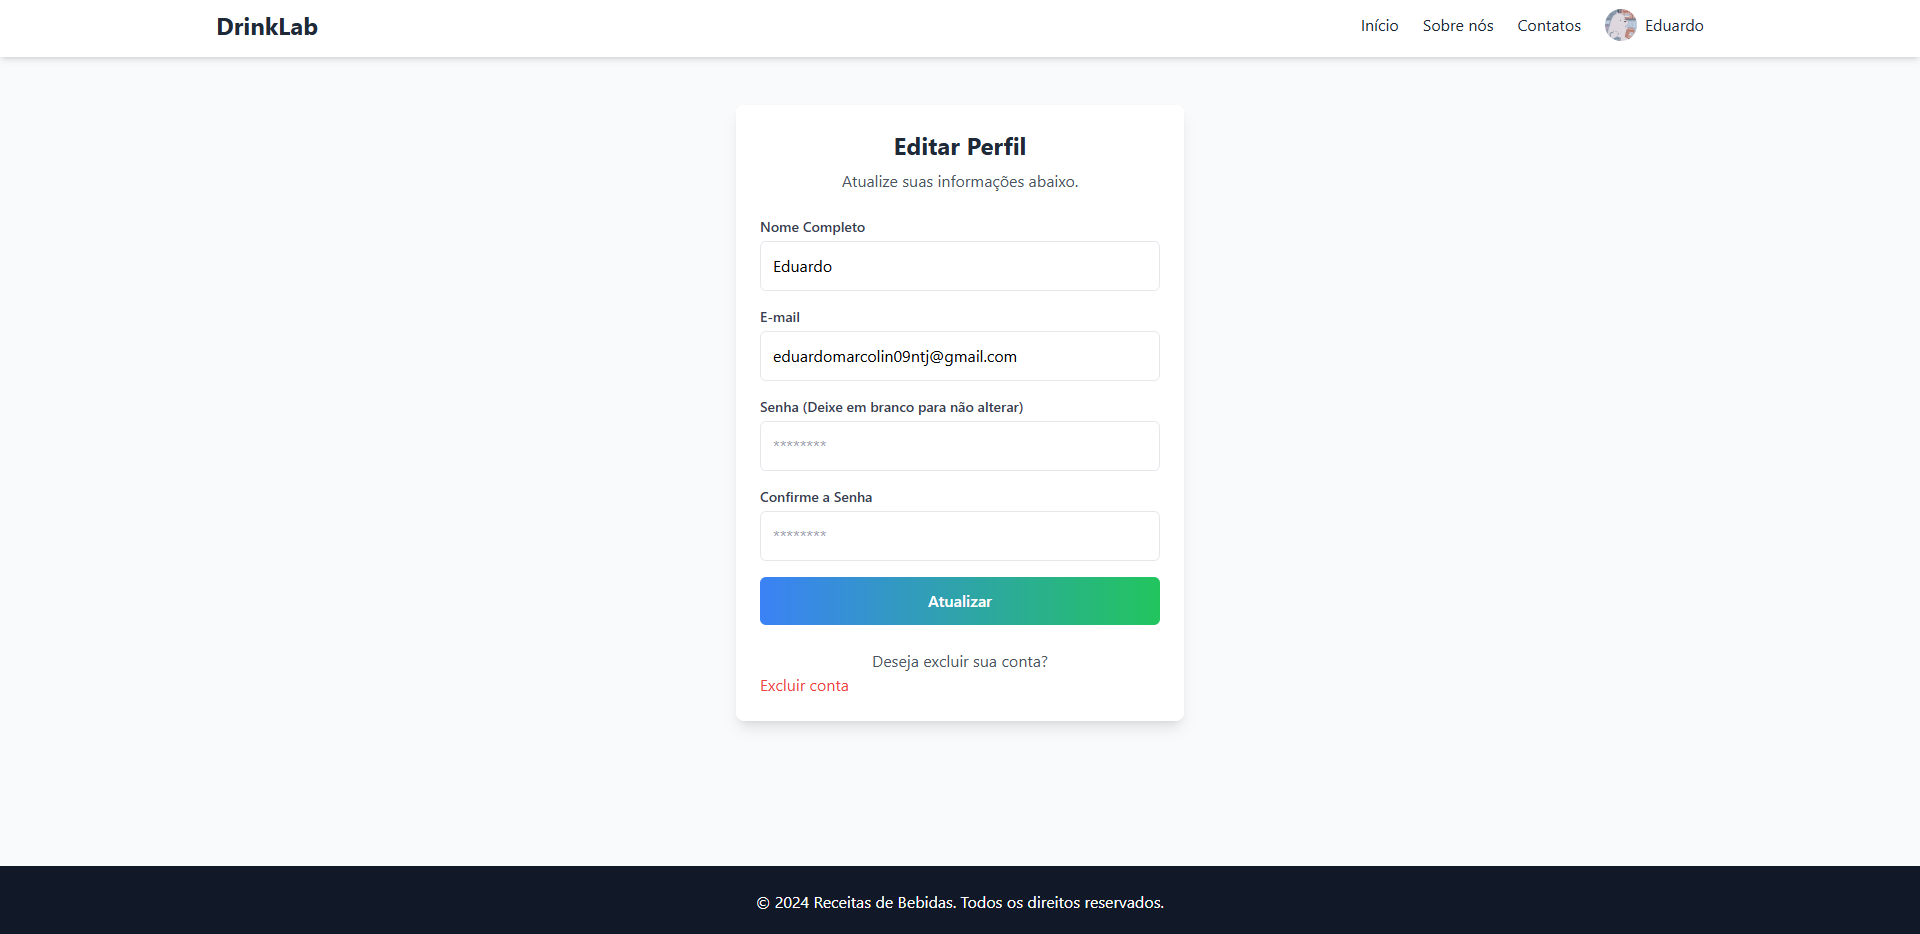 DrinkLab
Início Sobre nós Contatos Eduardo
Editar Perfil
Atualize suas informações abaixo.
Nome Completo
Eduardo
E-mail
eduardomarcolin09ntj@gmail.com
Senha (Deixe em branco para não alterar)
********
Confirme a Senha
********
Atualizar
Deseja excluir sua conta?
Excluir conta
© 2024 Receitas de Bebidas. Todos os direitos reservados.